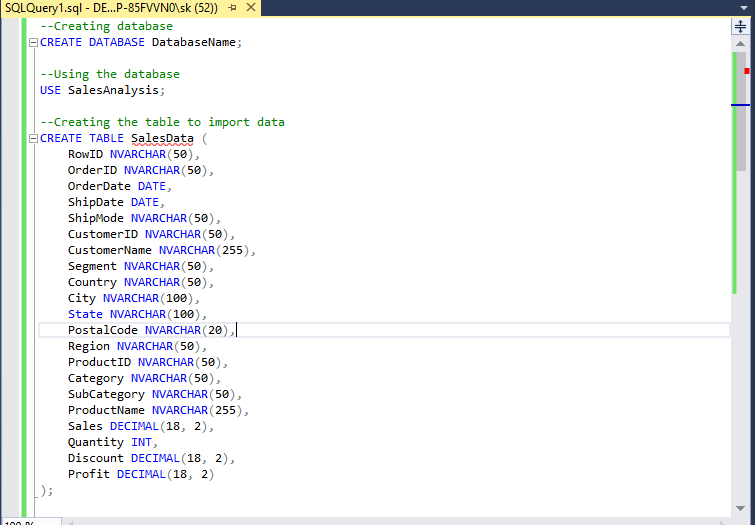 SQLQuery1.sql - DE...P-85FVVN0\sk (52))
--Creating database
CREATE DATABASE DatabaseName;
--Using the database
USE SalesAnalysis;
--Creating the table to import data
CREATE TABLE SalesData (
RowID NVARCHAR(50),
OrderID NVARCHAR(50),
OrderDate DATE,
ShipDate DATE,
ShipMode NVARCHAR(50),
CustomerID NVARCHAR(50),
CustomerName NVARCHAR(255),
Segment NVARCHAR(50),
Country NVARCHAR(50),
City NVARCHAR(100),
State NVARCHAR(100),
PostalCode NVARCHAR(20),
Region NVARCHAR(50),
ProductID NVARCHAR(50),
Category NVARCHAR(50),
SubCategory NVARCHAR(50),
ProductName NVARCHAR(255),
Sales DECIMAL(18, 2),
Quantity INT,
Discount DECIMAL(18, 2),
Profit DECIMAL(18, 2)
);
100 %